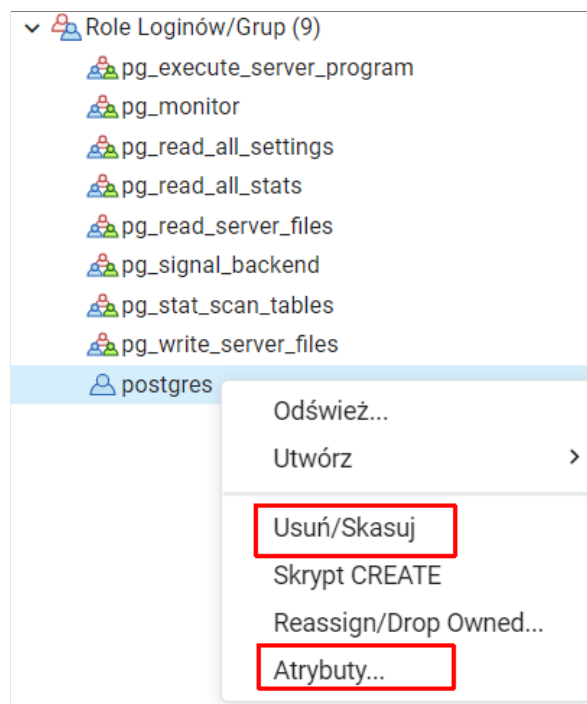 Role Loginów/Grup (9)
pg_execute_server_program
pg_monitor
pg_read_all_settings
pg_read_all_stats
pg_read_server_files
pg_signal_backend
pg_stat_scan_tables
pg_write_server_files
postgres
Odśwież...
Utwórz
Usuń/Skasuj
Skrypt CREATE
Reassign/Drop Owned...
Atrybuty...